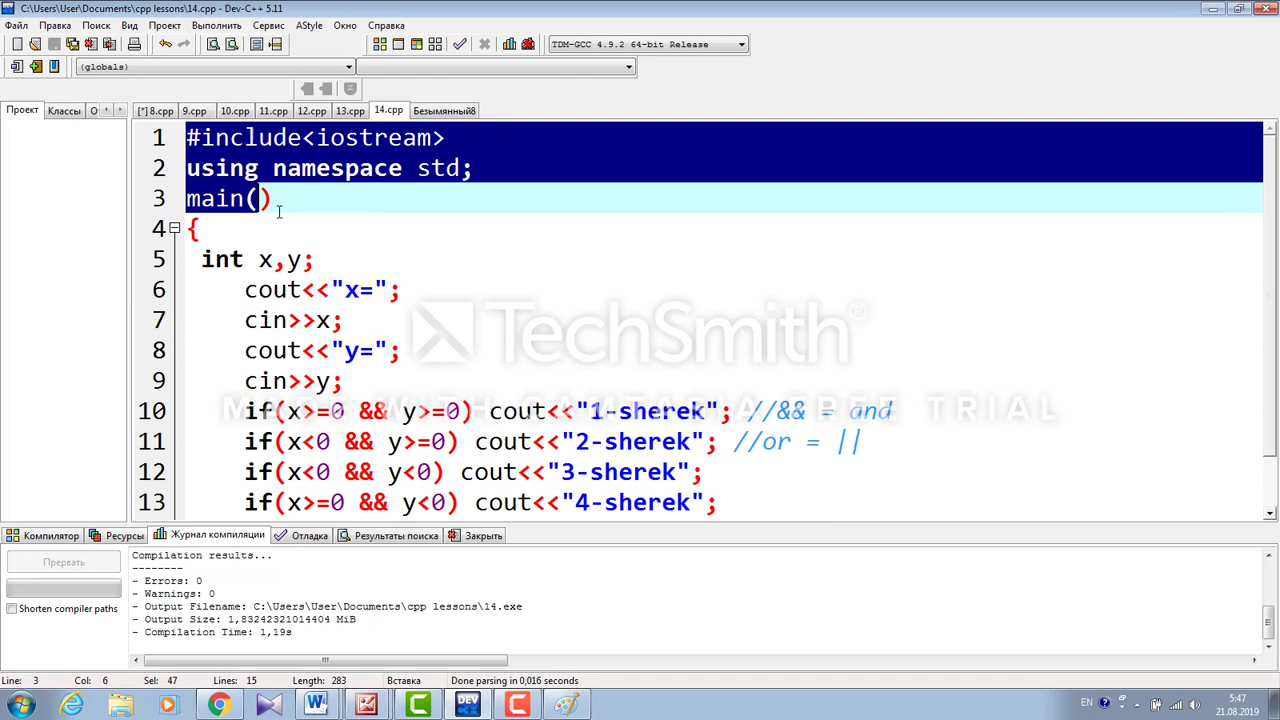 C:\Users\User\Documents\cpp lessons\14.cpp - Dev-C++ 5.11
Файл Правка Поиск Вид Проект Выполнить Сервис AStyle Окно Справка
TDM-GCC 4.9.2 64-bit Release
(globals)
Проект Классы О
[*] 8.cpp 9.cpp 10.cpp 11.cpp 12.cpp 13.cpp 14.cpp Безымянный8
1 #include<iostream>
2 using namespace std;
3 main()
4 {
5 int x,y;
6 cout<<"x=";
7 cin>>x;
8 cout<<"y=";
9 cin>>y;
10 if(x>=0 && y>=0) cout<<"1-sherek"; //&& = and
11 if(x<0 && y>=0) cout<<"2-sherek"; //or = ||
12 if(x<0 && y<0) cout<<"3-sherek";
13 if(x>=0 && y<0) cout<<"4-sherek";
TechSmith®
MADE WITH CAMTASIA FREE TRIAL
Компилятор Ресурсы Журнал компиляции Отладка Результаты поиска Закрыть
Прервать
Shorten compiler paths
Compilation results...
--------
- Errors: 0
- Warnings: 0
- Output Filename: C:\Users\User\Documents\cpp lessons\14.exe
- Output Size: 1,83242321014404 MiB
- Compilation Time: 1,19s
Line: 3 Col: 6 Sel: 47 Lines: 15 Length: 283 Вставка Done parsing in 0,016 seconds
EN
5:47
21.08.2019